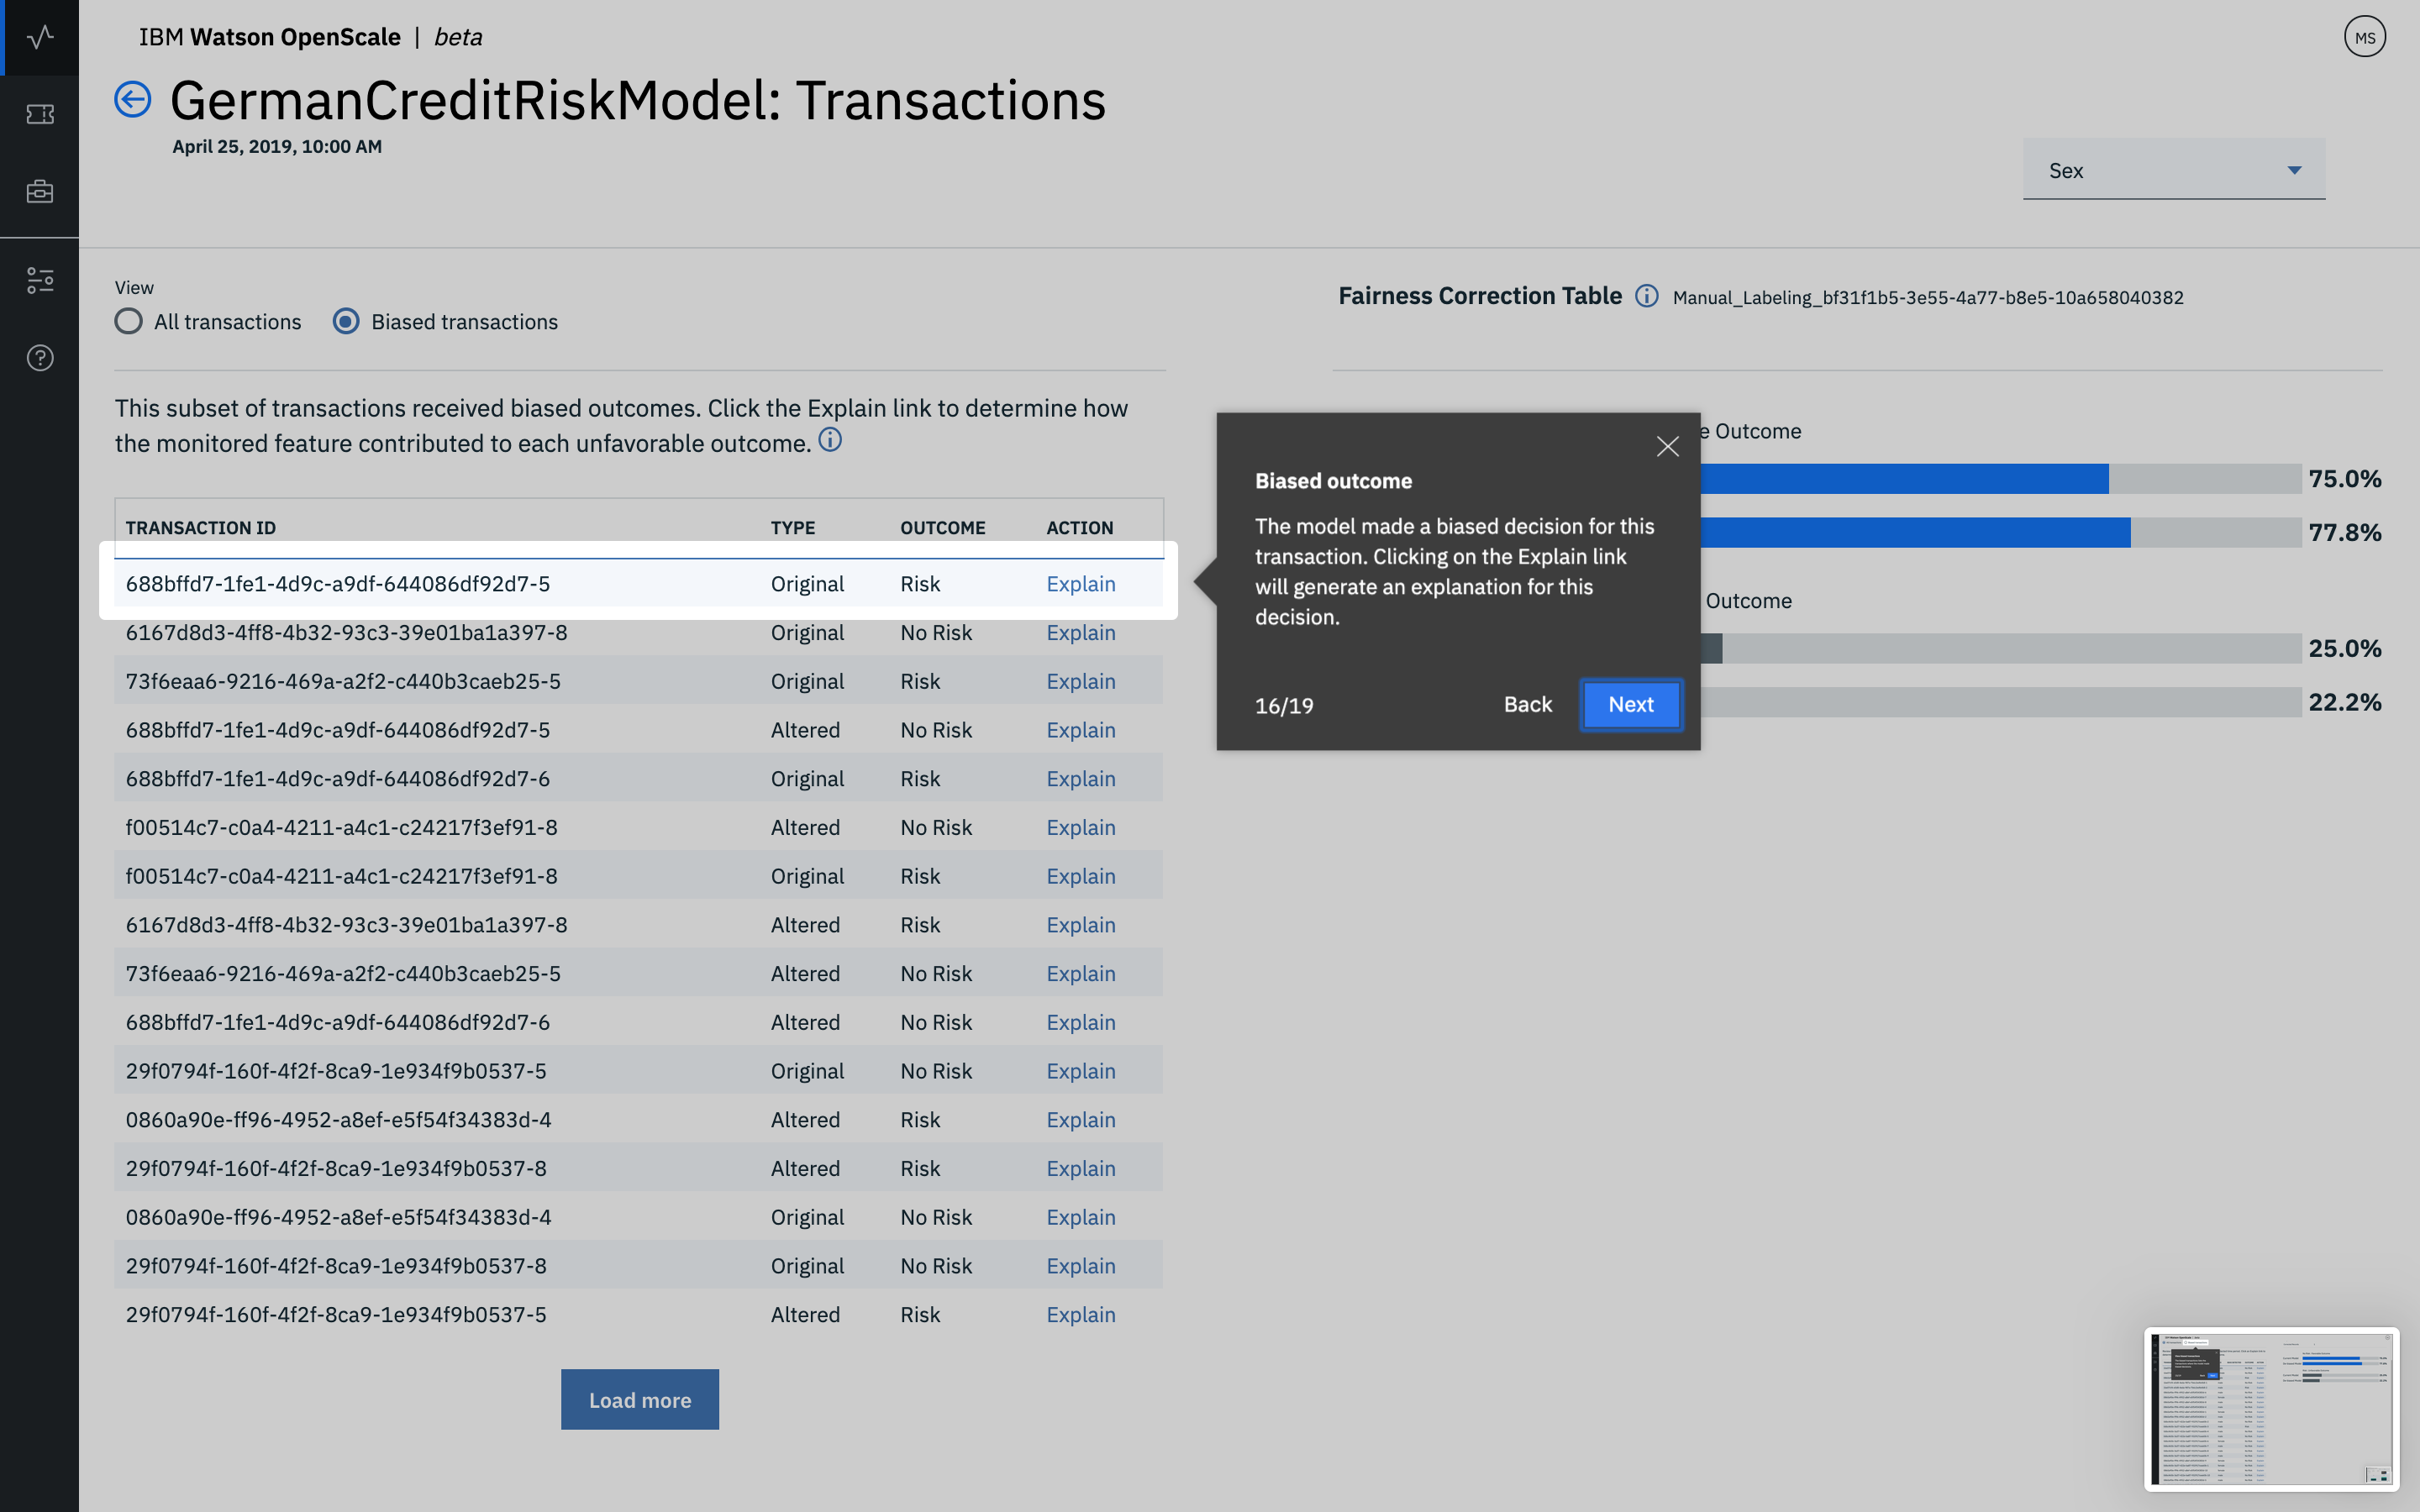 IBM Watson OpenScale | beta
MS
GermanCreditRiskModel: Transactions
April 25, 2019, 10:00 AM
Sex
View
All transactions
Biased transactions
This subset of transactions received biased outcomes. Click the Explain link to determine how
the monitored feature contributed to each unfavorable outcome.
TRANSACTION ID TYPE OUTCOME ACTION
688bffd7-1fe1-4d9c-a9df-644086df92d7-5 Original Risk Explain
6167d8d3-4ff8-4b32-93c3-39e01ba1a397-8 Original No Risk Explain
73f6eaa6-9216-469a-a2f2-c440b3caeb25-5 Original Risk Explain
688bffd7-1fe1-4d9c-a9df-644086df92d7-5 Altered No Risk Explain
688bffd7-1fe1-4d9c-a9df-644086df92d7-6 Original Risk Explain
f00514c7-c0a4-4211-a4c1-c24217f3ef91-8 Altered No Risk Explain
f00514c7-c0a4-4211-a4c1-c24217f3ef91-8 Original Risk Explain
6167d8d3-4ff8-4b32-93c3-39e01ba1a397-8 Altered Risk Explain
73f6eaa6-9216-469a-a2f2-c440b3caeb25-5 Altered No Risk Explain
688bffd7-1fe1-4d9c-a9df-644086df92d7-6 Altered No Risk Explain
29f0794f-160f-4f2f-8ca9-1e934f9b0537-5 Original No Risk Explain
0860a90e-ff96-4952-a8ef-e5f54f34383d-4 Altered Risk Explain
29f0794f-160f-4f2f-8ca9-1e934f9b0537-8 Altered Risk Explain
0860a90e-ff96-4952-a8ef-e5f54f34383d-4 Original No Risk Explain
29f0794f-160f-4f2f-8ca9-1e934f9b0537-8 Original No Risk Explain
29f0794f-160f-4f2f-8ca9-1e934f9b0537-5 Altered Risk Explain
Load more
Fairness Correction Table Manual_Labeling_bf31f1b5-3e55-4a77-b8e5-10a658040382
e Outcome
75.0%
77.8%
Outcome
25.0%
22.2%
Biased outcome
The model made a biased decision for this
transaction. Clicking on the Explain link
will generate an explanation for this
decision.
16/19
Back
Next